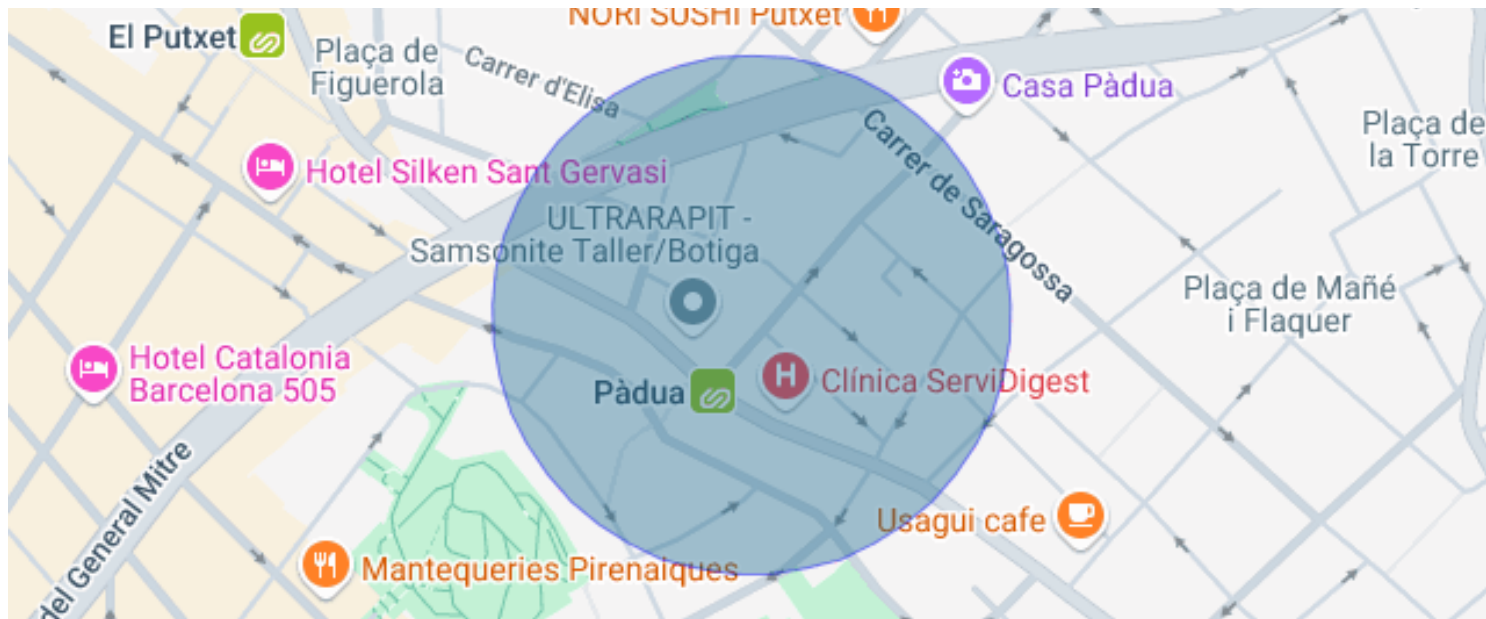 NORI SUSHI Putxet
El Putxet
Plaça de
Figuerola
Carrer d'Elisa
Casa Pàdua
Plaça de
la Torre
Carrer de Saragossa
Hotel Silken Sant Gervasi
ULTRARAPIT -
Samsonite Taller/Botiga
Plaça de Mañé
i Flaquer
Hotel Catalonia
Barcelona 505
Pàdua
H
Clínica ServiDigest
del General Mitre
Usagui cafe
Mantequeries Pirenaiques